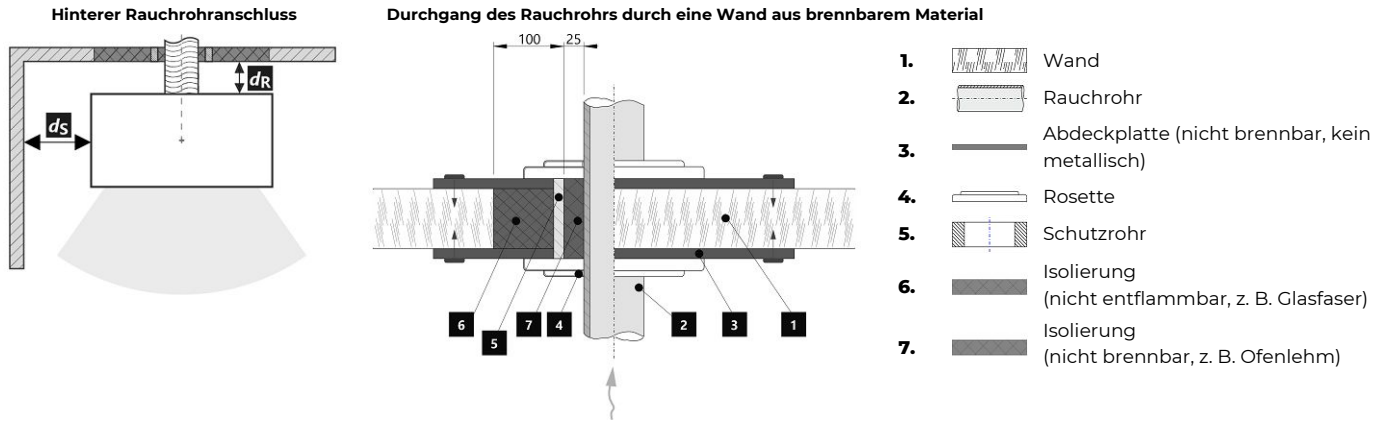 Hinterer Rauchrohranschluss
dR
dS
Durchgang des Rauchrohrs durch eine Wand aus brennbarem Material
100
25
6
5
7
4
2
3
1
1.
Wand
2.
Rauchrohr
3.
Abdeckplatte (nicht brennbar, kein
metallisch)
4.
Rosette
5.
Schutzrohr
6.
Isolierung
(nicht entflammbar, z. B. Glasfaser)
7.
Isolierung
(nicht brennbar, z. B. Ofenlehm)